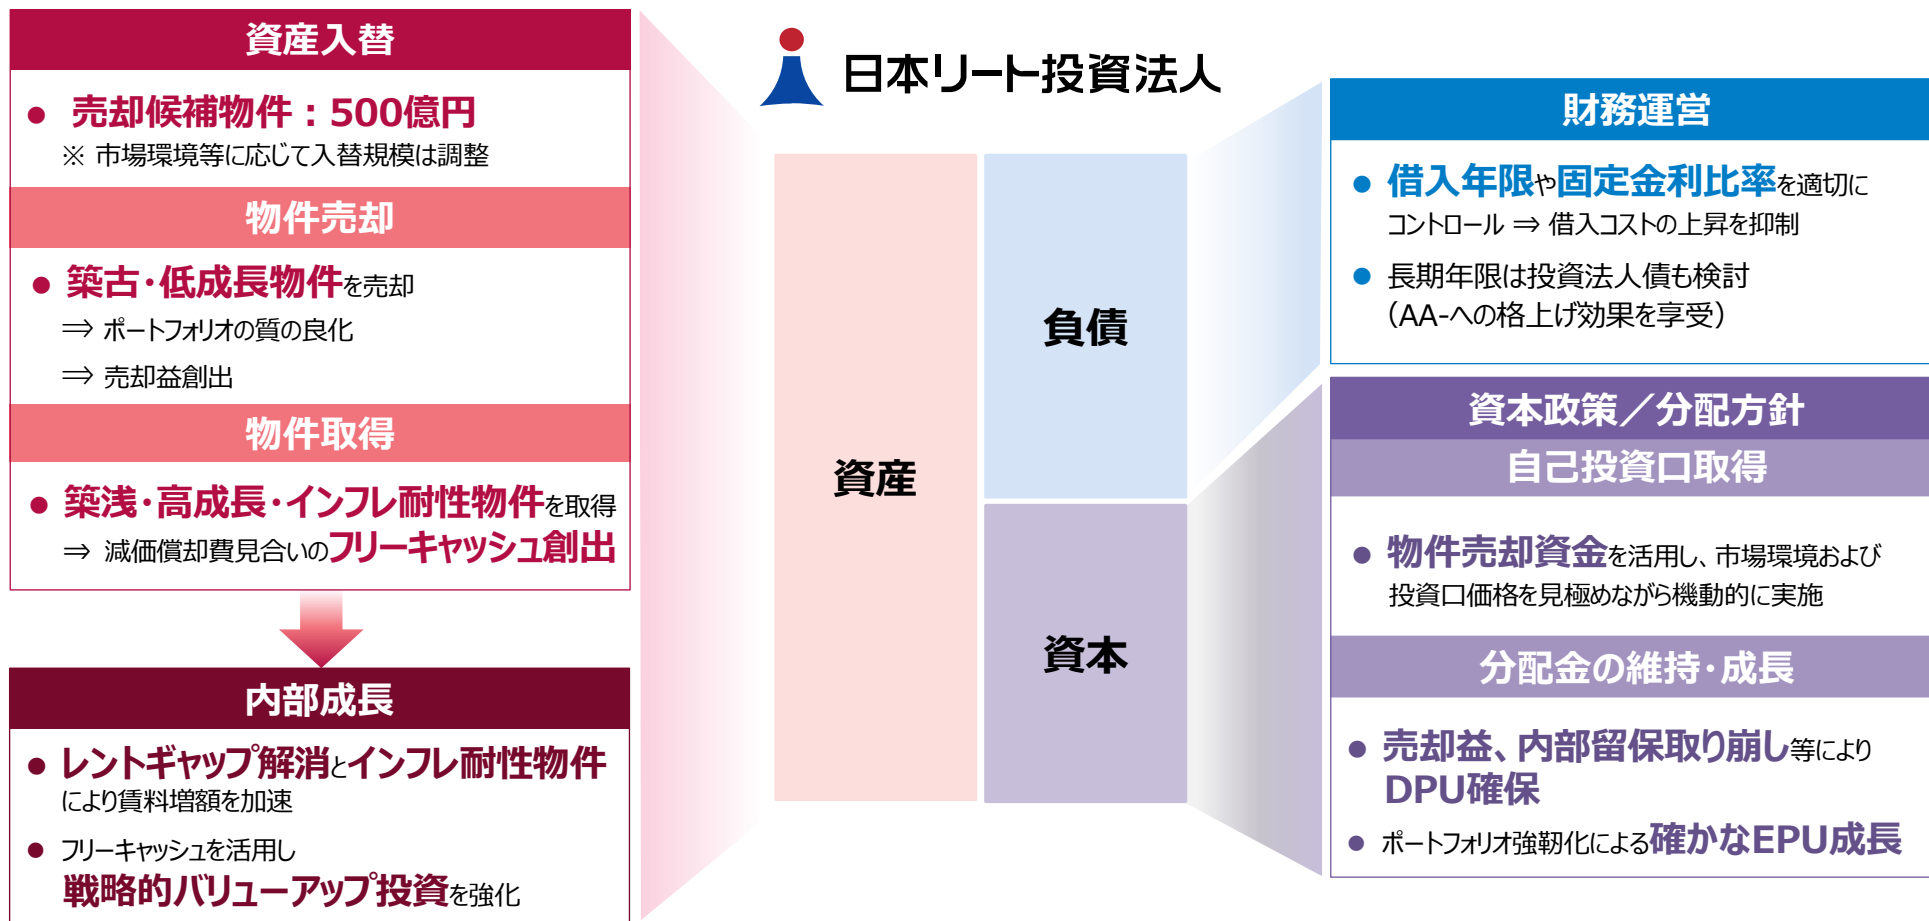 資産入替
● 売却候補物件：500億円
※ 市場環境等に応じて入替規模は調整
物件売却
● 築古・低成長物件を売却
⇒ ポートフォリオの質の良化
⇒ 売却益創出
物件取得
● 築浅・高成長・インフレ耐性物件を取得
⇒ 減価償却費見合いのフリーキャッシュ創出
内部成長
● レントギャップ解消とインフレ耐性物件
により賃料増額を加速
● フリーキャッシュを活用し
戦略的バリューアップ投資を強化
日本リート投資法人
資産
負債
資本
財務運営
● 借入年限や固定金利比率を適切に
コントロール ⇒ 借入コストの上昇を抑制
● 長期年限は投資法人債も検討
（AA-への格上げ効果を享受）
資本政策／分配方針
自己投資口取得
● 物件売却資金を活用し、市場環境および
投資口価格を見極めながら機動的に実施
分配金の維持・成長
● 売却益、内部留保取り崩し等により
DPU確保
● ポートフォリオ強靭化による確かなEPU成長